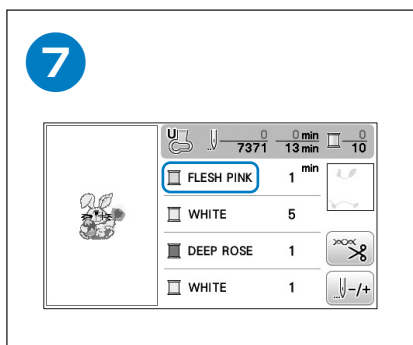 7
U 0 0 min 0
7371 13 min 10
FLESH PINK 1 min
WHITE 5
DEEP ROSE 1
WHITE 1
-/+